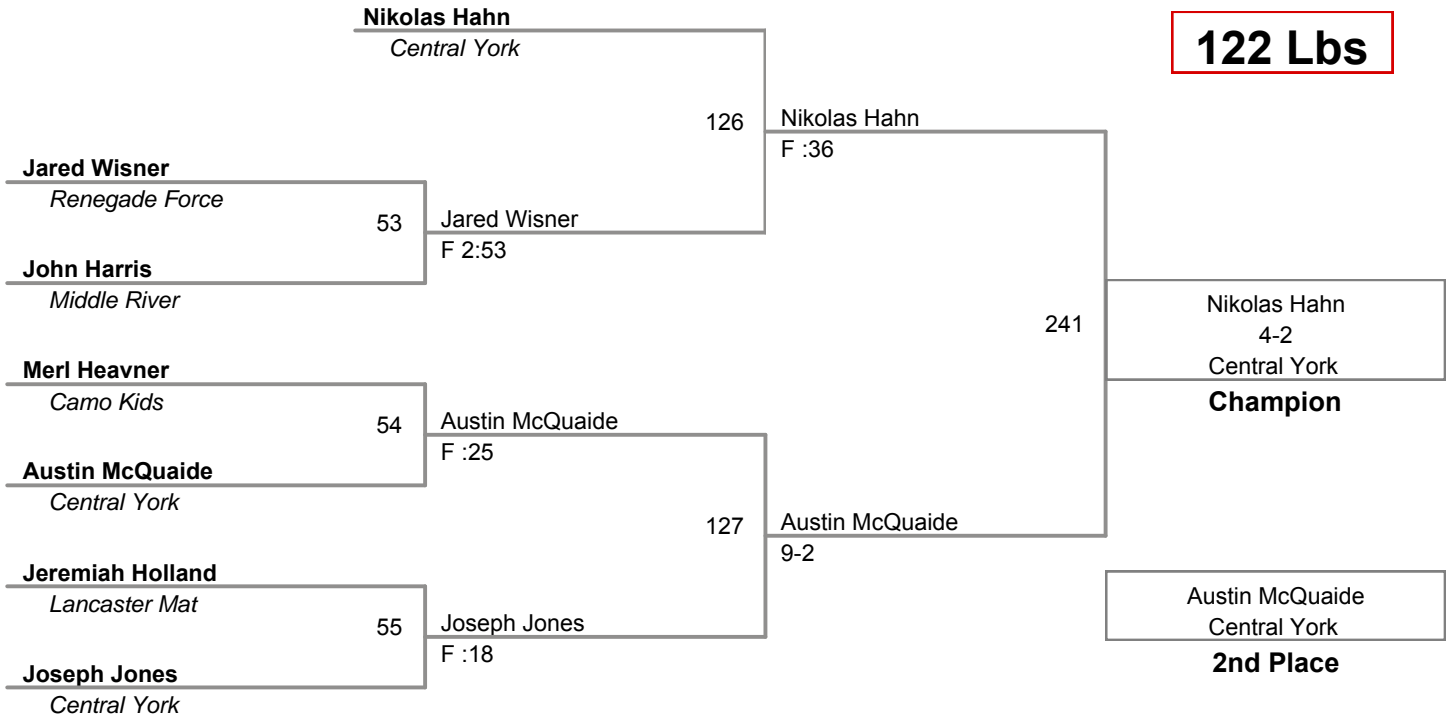 Nikolas Hahn
Central York
122 Lbs
126
Nikolas Hahn
F :36
Jared Wisner
Renegade Force
53
Jared Wisner
F 2:53
John Harris
Middle River
241
Nikolas Hahn
4-2
Central York
Champion
Merl Heavner
Camo Kids
54
Austin McQuaide
F :25
Austin McQuaide
Central York
127
Austin McQuaide
9-2
Jeremiah Holland
Lancaster Mat
55
Joseph Jones
F :18
Joseph Jones
Central York
Austin McQuaide
Central York
2nd Place